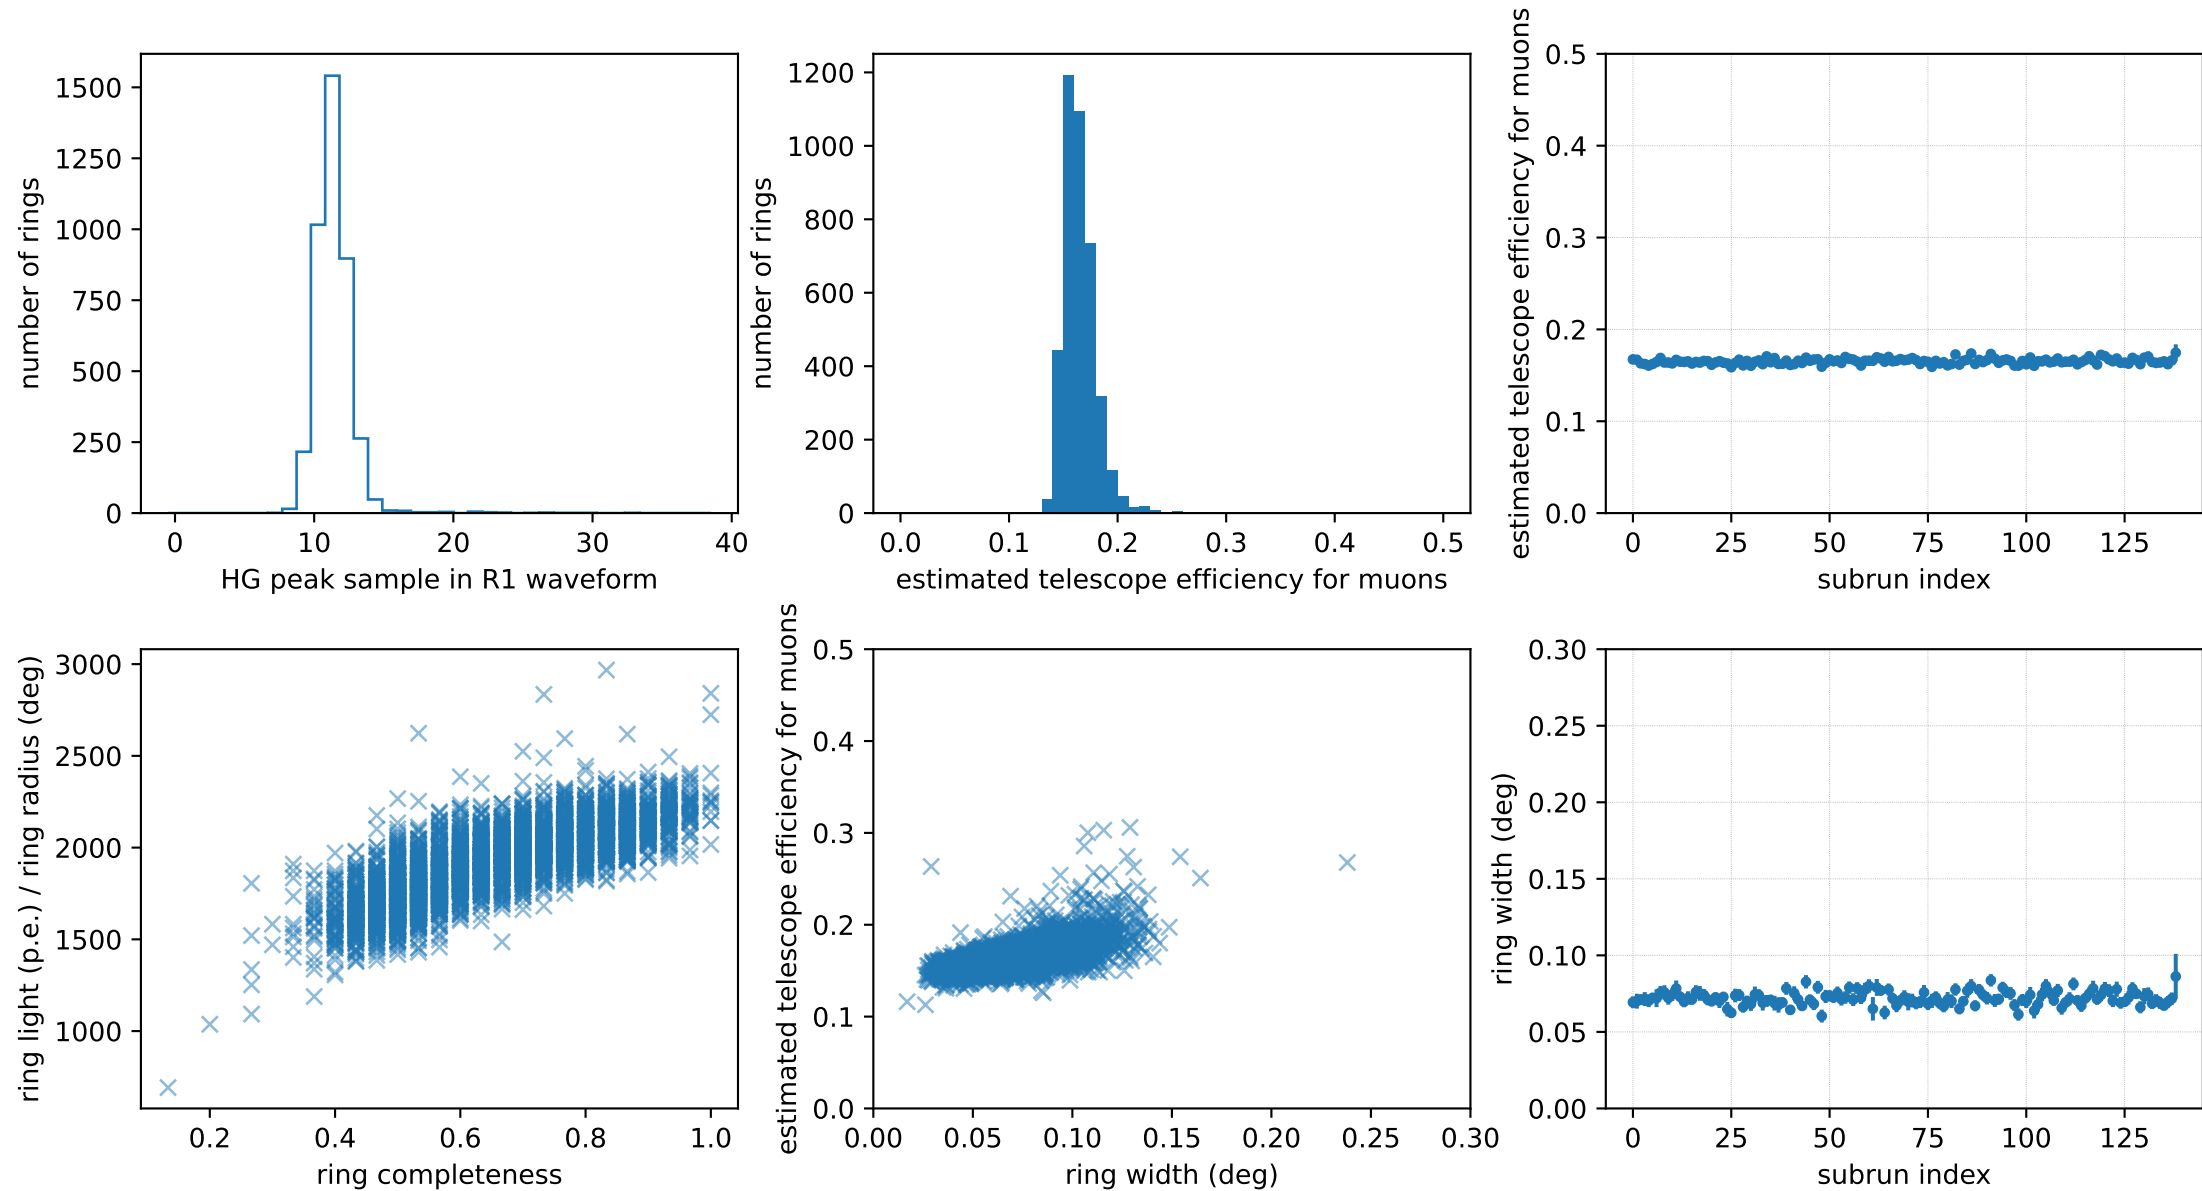 number of rings
1500
1250
1000
750
500
250
0
0 10 20 30 40
HG peak sample in R1 waveform
number of rings
1200
1000
800
600
400
200
0
0.0 0.1 0.2 0.3 0.4 0.5
estimated telescope efficiency for muons
estimated telescope efficiency for muons
0.5
0.4
0.3
0.2
0.1
0.0
0 25 50 75 100 125
subrun index
ring light (p.e.) / ring radius (deg)
3000
2500
2000
1500
1000
0.2 0.4 0.6 0.8 1.0
ring completeness
estimated telescope efficiency for muons
0.5
0.4
0.3
0.2
0.1
0.0
0.00 0.05 0.10 0.15 0.20 0.25 0.30
ring width (deg)
ring width (deg)
0.30
0.25
0.20
0.15
0.10
0.05
0.00
0 25 50 75 100 125
subrun index